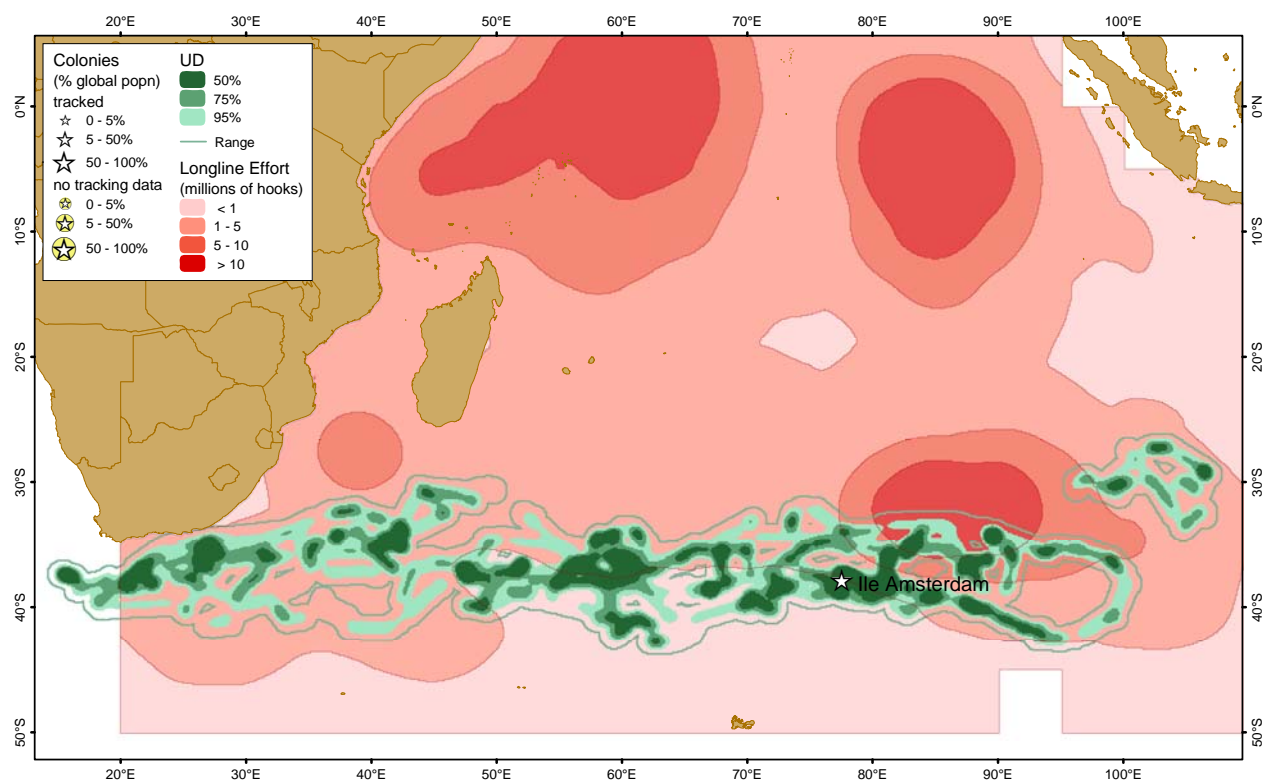 20°E 30°E 40°E 50°E 60°E 70°E 80°E 90°E 100°E
Colonies
(% global popn)
tracked
0 - 5%
5 - 50%
50 - 100%
no tracking data
0 - 5%
5 - 50%
50 - 100%
UD
50%
75%
95%
Range
Longline Effort
(millions of hooks)
< 1
1 - 5
5 - 10
> 10
0°N 0°N
10°S 10°S
20°S 20°S
30°S 30°S
Ile Amsterdam
40°S 40°S
50°S 50°S
20°E 30°E 40°E 50°E 60°E 70°E 80°E 90°E 100°E